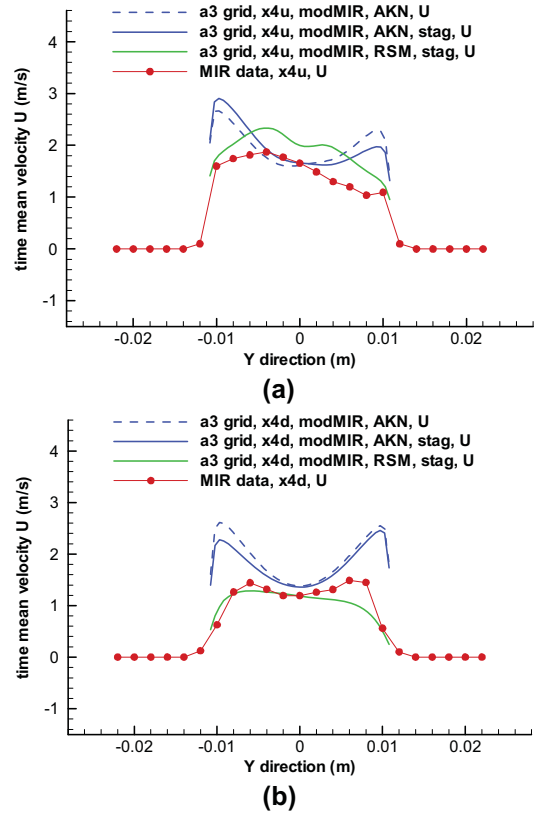 a3 grid, x4u, modMIR, AKN, U
a3 grid, x4u, modMIR, AKN, stag, U
a3 grid, x4u, modMIR, RSM, stag, U
MIR data, x4u, U
time mean velocity U (m/s)
4
3
2
1
0
-1
-0.02 -0.01 0 0.01 0.02
Y direction (m)
(a)
a3 grid, x4d, modMIR, AKN, U
a3 grid, x4d, modMIR, AKN, stag, U
a3 grid, x4d, modMIR, RSM, stag, U
MIR data, x4d, U
time mean velocity U (m/s)
4
3
2
1
0
-1
-0.02 -0.01 0 0.01 0.02
Y direction (m)
(b)